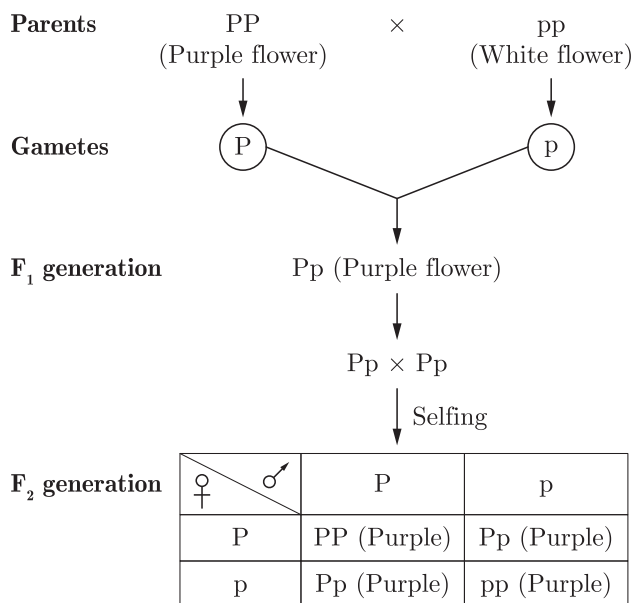 Parents PP × pp
(Purple flower) (White flower)
Gametes P p
F₁ generation Pp (Purple flower)
Pp × Pp
Selfing
F₂ generation ♀ ♂ P p
P PP (Purple) Pp (Purple)
p Pp (Purple) pp (Purple)